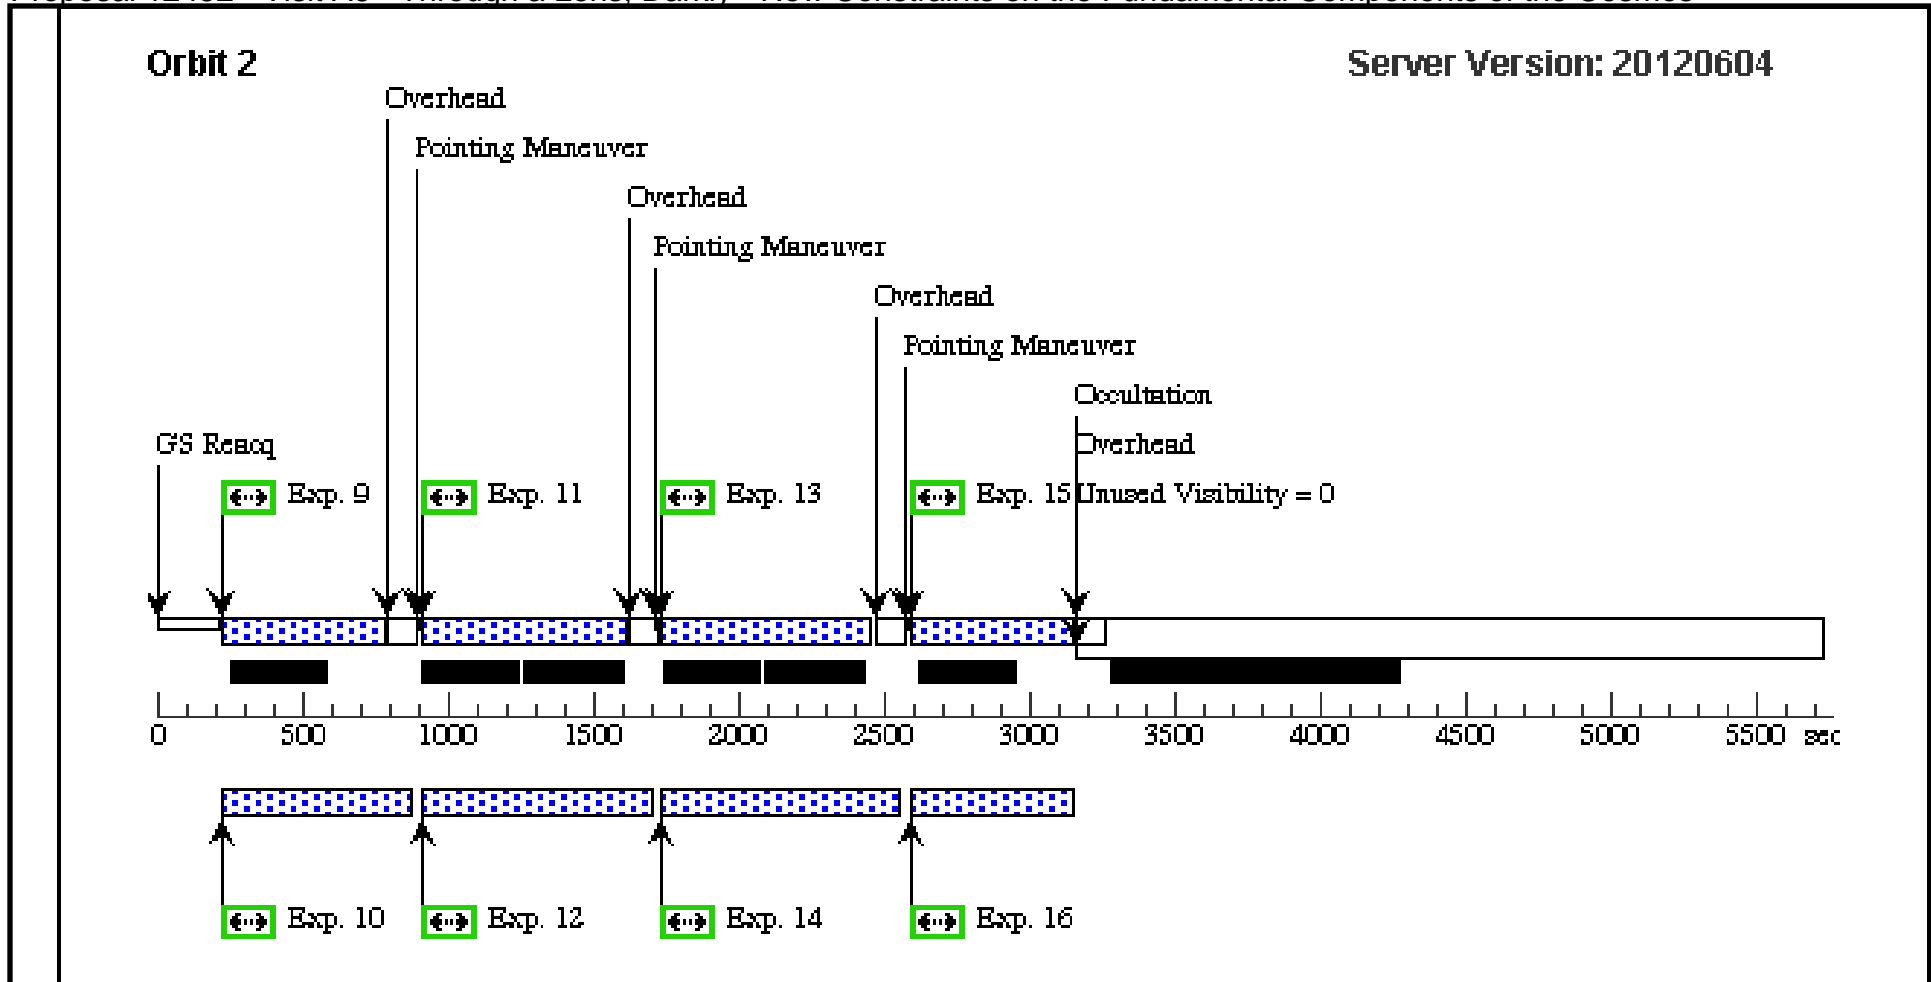 Orbit 2
Server Version: 20120604
Overhead
Pointing Maneuver
Overhead
Pointing Maneuver
Overhead
Pointing Maneuver
Occultation
GS Reacq
Overhead
Exp. 9
Exp. 11
Exp. 13
Exp. 15
Unused Visibility = 0
0 500 1000 1500 2000 2500 3000 3500 4000 4500 5000 5500 sec
Exp. 10
Exp. 12
Exp. 14
Exp. 16